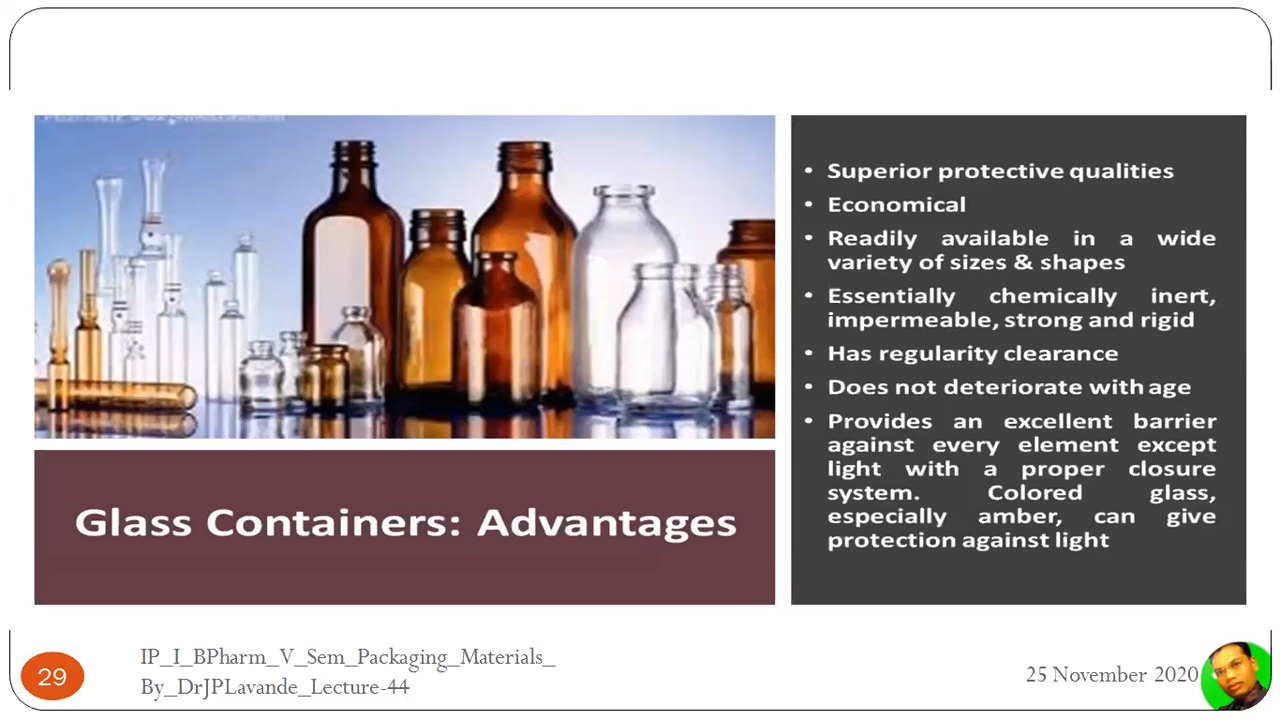 • Superior protective qualities
• Economical
• Readily available in a wide
variety of sizes & shapes
• Essentially chemically inert,
impermeable, strong and rigid
• Has regularity clearance
• Does not deteriorate with age
• Provides an excellent barrier
against every element except
light with a proper closure
system. Colored glass,
especially amber, can give
protection against light
Glass Containers: Advantages
29
IP_I_BPharm_V_Sem_Packaging_Materials_
By_DrJPLavande_Lecture-44
25 November 2020